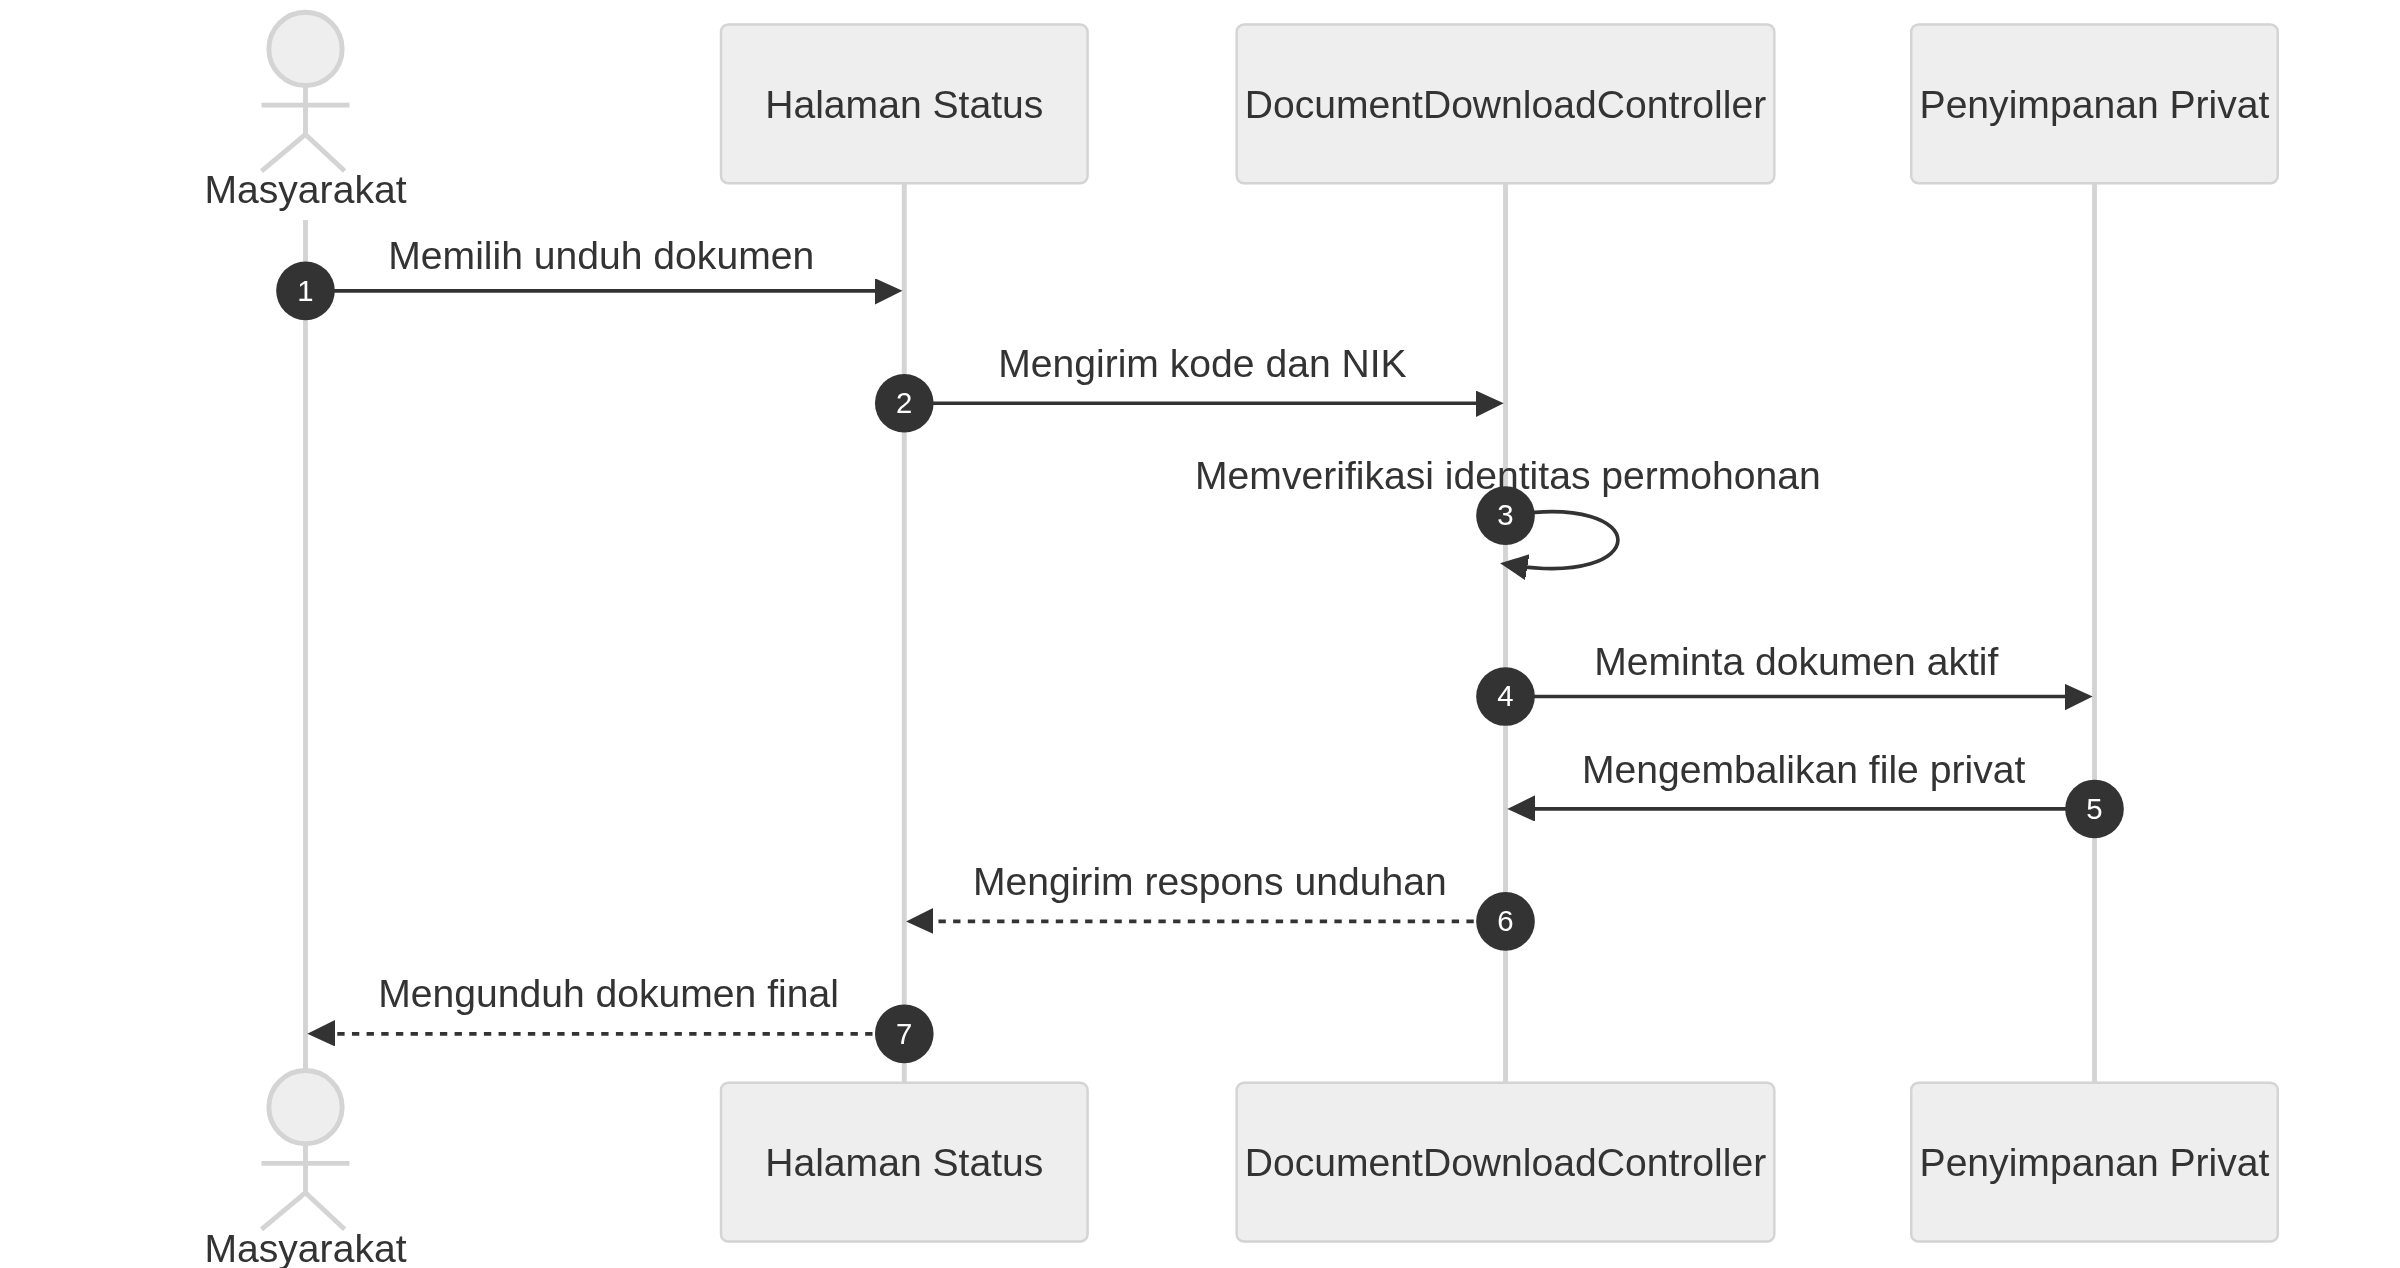 Halaman Status
DocumentDownloadController
Penyimpanan Privat
Masyarakat
Memilih unduh dokumen
1
Mengirim kode dan NIK
2
Memverifikasi identitas permohonan
3
Meminta dokumen aktif
4
Mengembalikan file privat
5
Mengirim respons unduhan
6
Mengunduh dokumen final
7
Halaman Status
DocumentDownloadController
Penyimpanan Privat
Masyarakat